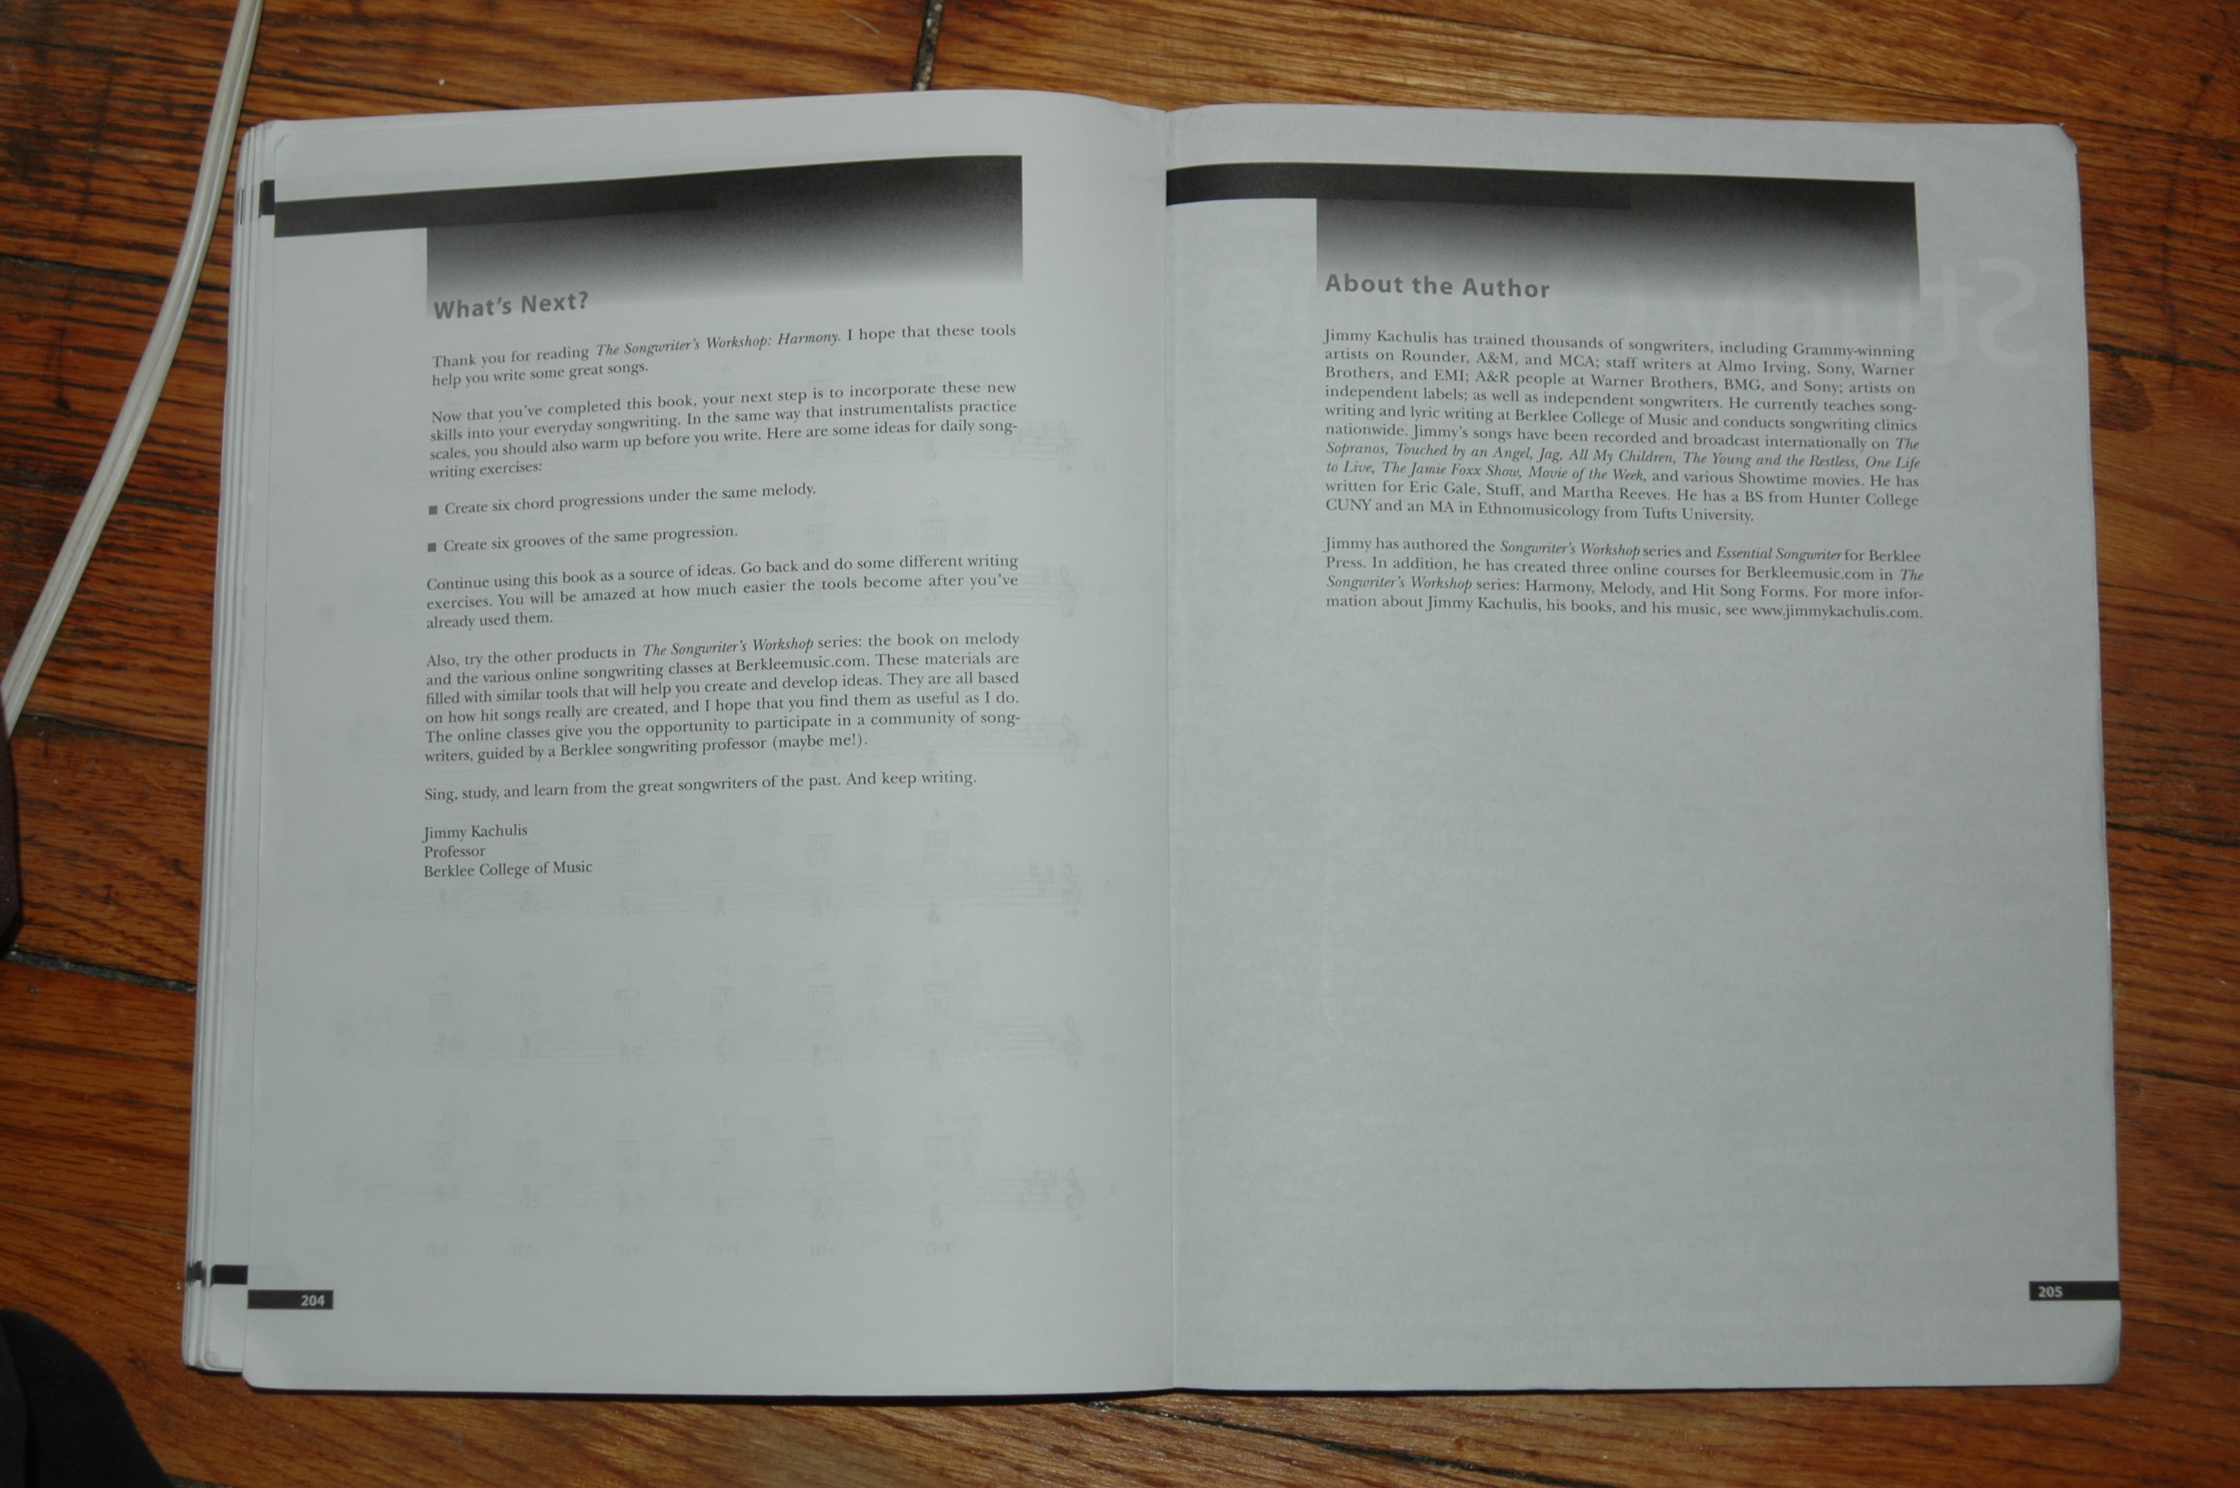 What's Next?
Thank you for reading The Songwriter's Workshop: Harmony. I hope that these tools
help you write some great songs.
Now that you've completed this book, your next step is to incorporate these new
skills into your everyday songwriting. In the same way that instrumentalists practice
scales, you should also warm up before you write. Here are some ideas for daily song-
writing exercises:
■ Create six chord progressions under the same melody.
■ Create six grooves of the same progression.
Continue using this book as a source of ideas. Go back and do some different writing
exercises. You will be amazed at how much easier the tools become after you've
already used them.
Also, try the other products in The Songwriter's Workshop series: the book on melody
and the various online songwriting classes at Berkleemusic.com. These materials are
filled with similar tools that will help you create and develop ideas. They are all based
on how hit songs really are created, and I hope that you find them as useful as I do.
The online classes give you the opportunity to participate in a community of song-
writers, guided by a Berklee songwriting professor (maybe me!).
Sing, study, and learn from the great songwriters of the past. And keep writing.
Jimmy Kachulis
Professor
Berklee College of Music
204
About the Author
Jimmy Kachulis has trained thousands of songwriters, including Grammy-winning
artists on Rounder, A&M, and MCA; staff writers at Almo Irving, Sony, Warner
Brothers, and EMI; A&R people at Warner Brothers, BMG, and Sony; artists on
independent labels; as well as independent songwriters. He currently teaches song-
writing and lyric writing at Berklee College of Music and conducts songwriting clinics
nationwide. Jimmy's songs have been recorded and broadcast internationally on The
Sopranos, Touched by an Angel, Jag, All My Children, The Young and the Restless, One Life
to Live, The Jamie Foxx Show, Movie of the Week, and various Showtime movies. He has
written for Eric Gale, Stuff, and Martha Reeves. He has a BS from Hunter College
CUNY and an MA in Ethnomusicology from Tufts University.
Jimmy has authored the Songwriter's Workshop series and Essential Songwriter for Berklee
Press. In addition, he has created three online courses for Berkleemusic.com in The
Songwriter's Workshop series: Harmony, Melody, and Hit Song Forms. For more infor-
mation about Jimmy Kachulis, his books, and his music, see www.jimmykachulis.com.
205